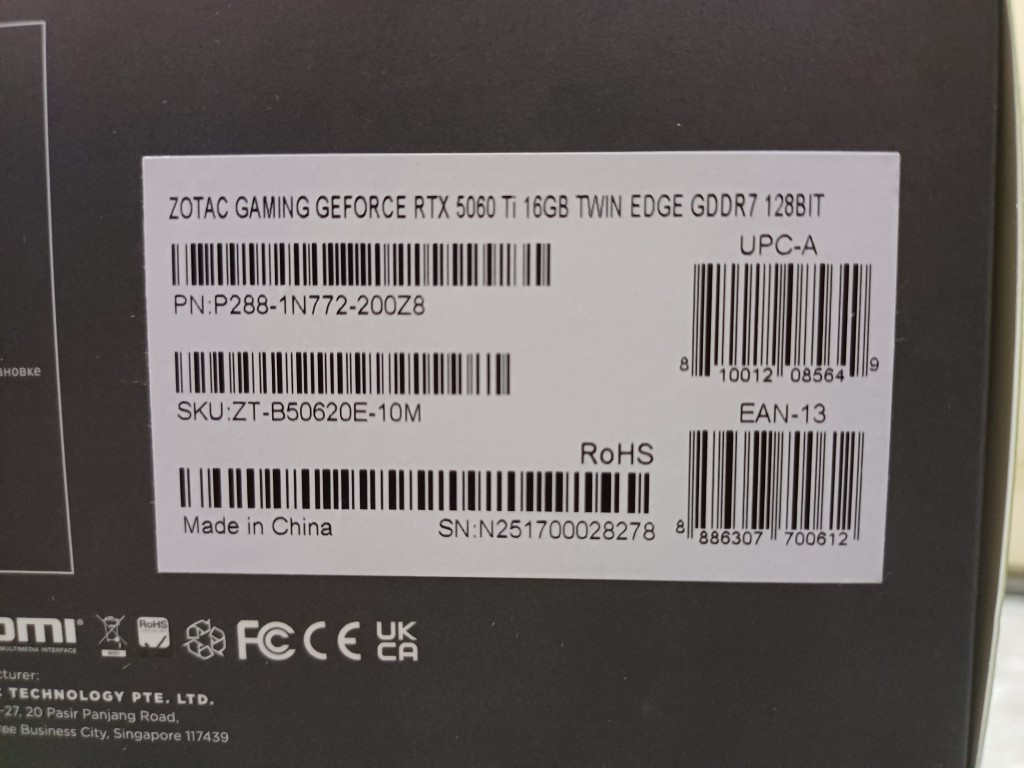 ZOTAC GAMING GEFORCE RTX 5060 Ti 16GB TWIN EDGE GDDR7 128BIT
UPC-A
PN:P288-1N772-200Z8
8 10012 08564 9
SKU:ZT-B50620E-10M
EAN-13
RoHS
Made in China
SN:N251700028278
8 886307 700612
RoHS
FC CE UK CA
TECHNOLOGY PTE. LTD.
-27, 20 Pasir Panjang Road,
Business City, Singapore 117439